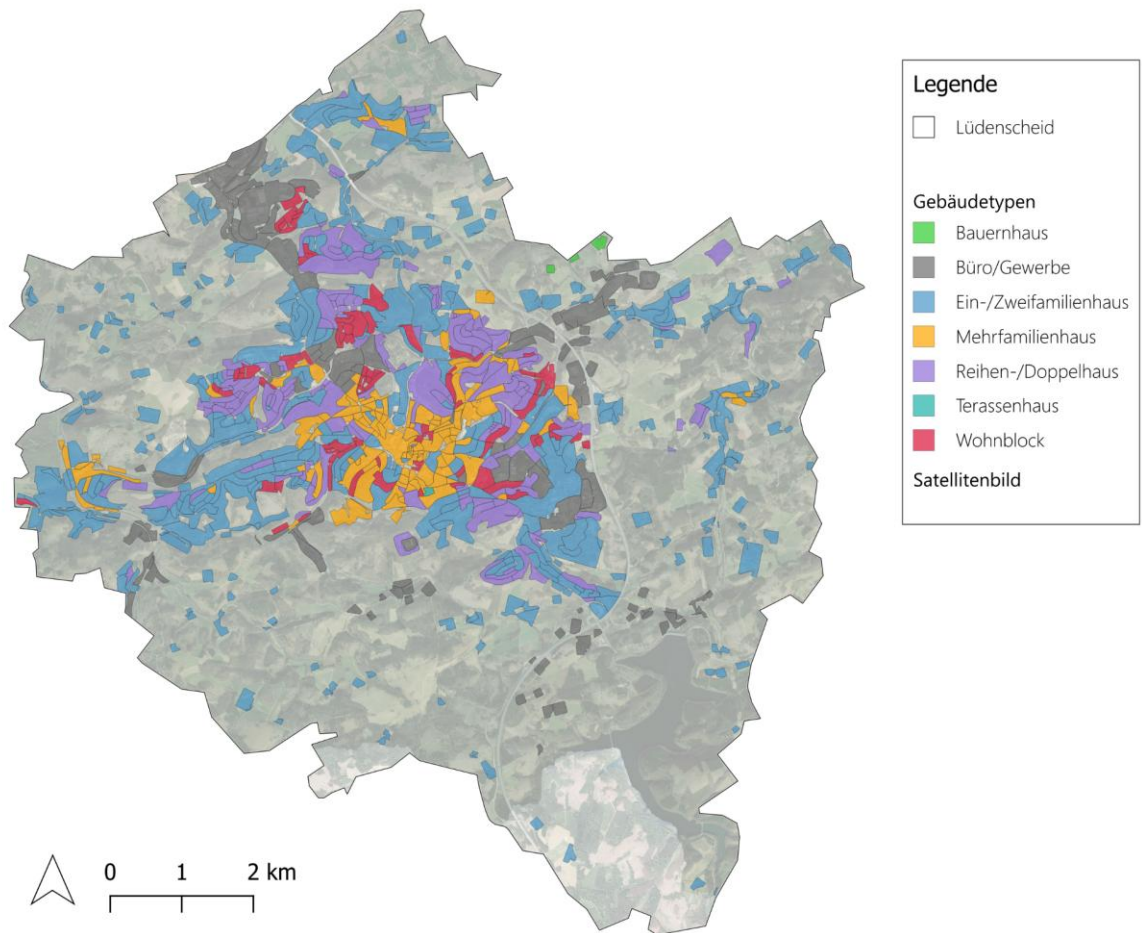 Legende
Lüdenscheid
Gebäudetypen
Bauernhaus
Büro/Gewerbe
Ein-/Zweifamilienhaus
Mehrfamilienhaus
Reihen-/Doppelhaus
Terassenhaus
Wohnblock
Satellitenbild
0 1 2 km